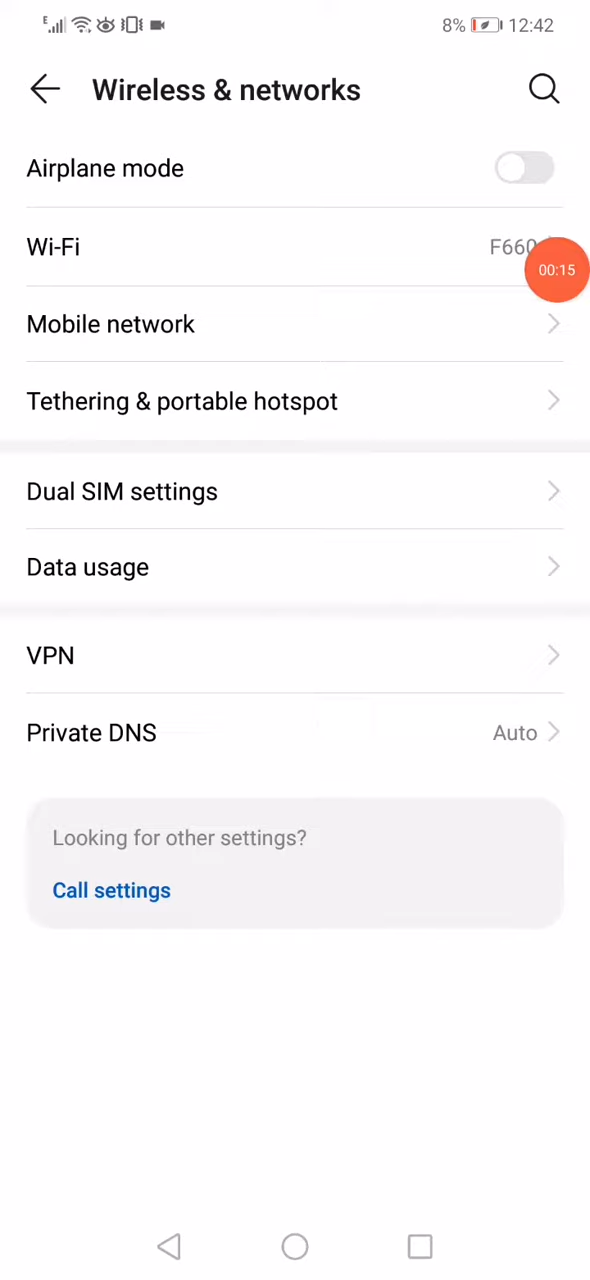 E 8% 12:42
Wireless & networks
Airplane mode
Wi-Fi F660
00:15
Mobile network
Tethering & portable hotspot
Dual SIM settings
Data usage
VPN
Private DNS Auto
Looking for other settings?
Call settings